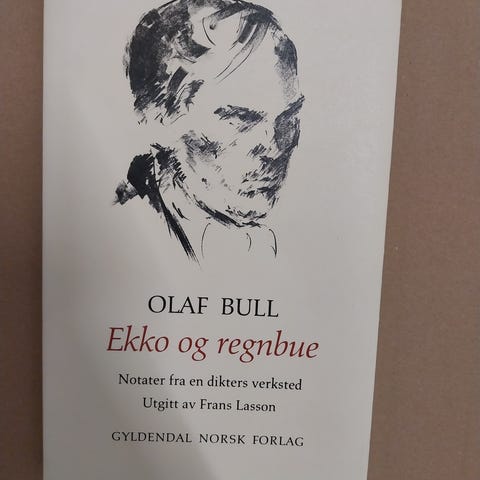 OLAF BULL
Ekko og regnbue
Notater fra en dikters verksted
Utgitt av Frans Lasson
GYLDENDAL NORSK FORLAG